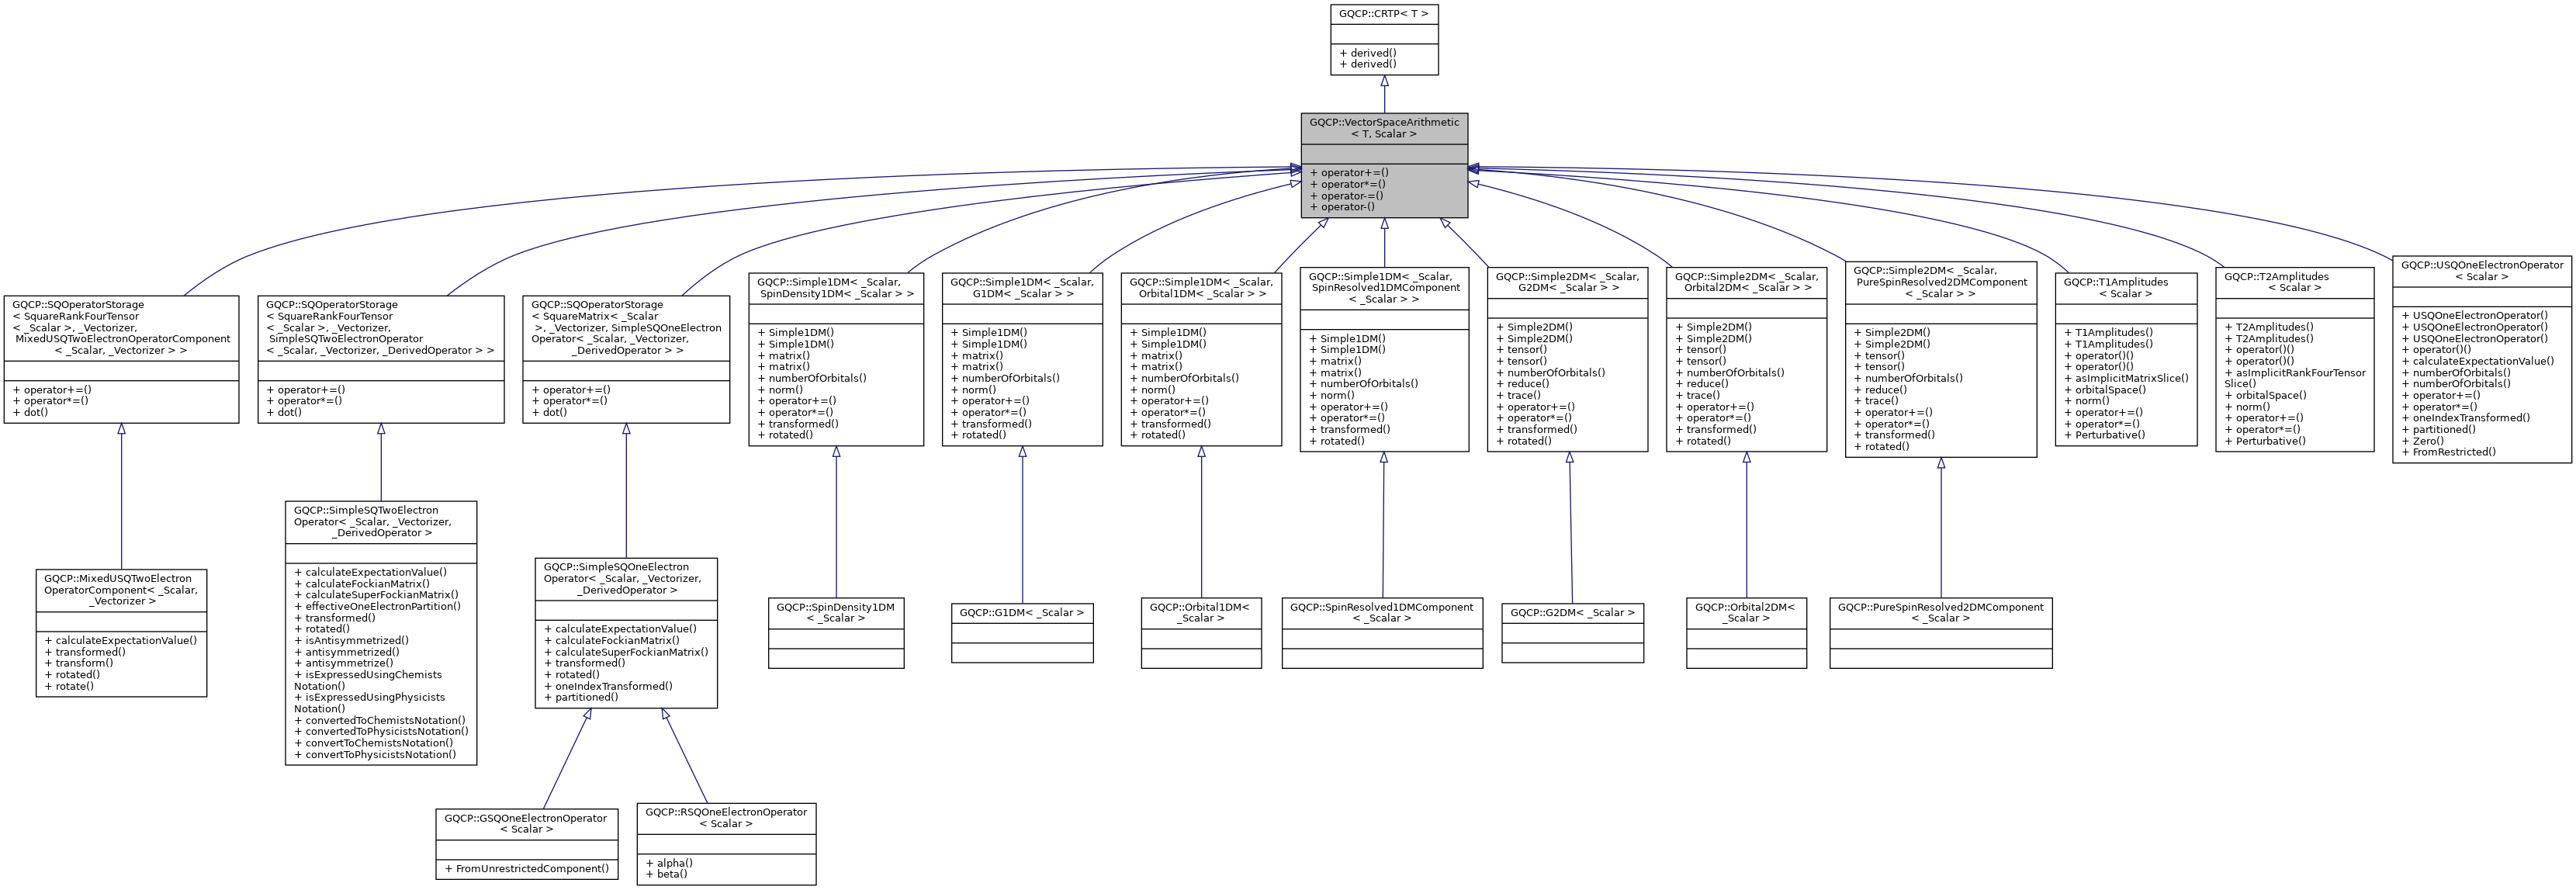 GQCP::CRTP< T >
+ derived()
+ derived()
GQCP::VectorSpaceArithmetic
< T, Scalar >
+ operator+=()
+ operator*=()
+ operator-=()
+ operator-()
GQCP::SQOperatorStorage
< SquareRankFourTensor
< _Scalar >, _Vectorizer,
MixedUSQTwoElectronOperatorComponent
< _Scalar, _Vectorizer > >
+ operator+=()
+ operator*=()
+ dot()
GQCP::SQOperatorStorage
< SquareRankFourTensor
< _Scalar >, _Vectorizer,
SimpleSQTwoElectronOperator
< _Scalar, _Vectorizer, _DerivedOperator > >
+ operator+=()
+ operator*=()
+ dot()
GQCP::SQOperatorStorage
< SquareMatrix< _Scalar
>, _Vectorizer, SimpleSQOneElectron
Operator< _Scalar, _Vectorizer,
_DerivedOperator > >
+ operator+=()
+ operator*=()
+ dot()
GQCP::Simple1DM< _Scalar,
SpinDensity1DM< _Scalar > >
+ Simple1DM()
+ Simple1DM()
+ matrix()
+ matrix()
+ numberOfOrbitals()
+ norm()
+ operator+=()
+ operator*=()
+ transformed()
+ rotated()
GQCP::Simple1DM< _Scalar,
G1DM< _Scalar > >
+ Simple1DM()
+ Simple1DM()
+ matrix()
+ matrix()
+ numberOfOrbitals()
+ norm()
+ operator+=()
+ operator*=()
+ transformed()
+ rotated()
GQCP::Simple1DM< _Scalar,
Orbital1DM< _Scalar > >
+ Simple1DM()
+ Simple1DM()
+ matrix()
+ matrix()
+ numberOfOrbitals()
+ norm()
+ operator+=()
+ operator*=()
+ transformed()
+ rotated()
GQCP::Simple1DM< _Scalar,
SpinResolved1DMComponent
< _Scalar > >
+ Simple1DM()
+ Simple1DM()
+ matrix()
+ matrix()
+ numberOfOrbitals()
+ norm()
+ operator+=()
+ operator*=()
+ transformed()
+ rotated()
GQCP::Simple2DM< _Scalar,
G2DM< _Scalar > >
+ Simple2DM()
+ Simple2DM()
+ tensor()
+ tensor()
+ numberOfOrbitals()
+ reduce()
+ trace()
+ operator+=()
+ operator*=()
+ transformed()
+ rotated()
GQCP::Simple2DM< _Scalar,
Orbital2DM< _Scalar > >
+ Simple2DM()
+ Simple2DM()
+ tensor()
+ tensor()
+ numberOfOrbitals()
+ reduce()
+ trace()
+ operator+=()
+ operator*=()
+ transformed()
+ rotated()
GQCP::Simple2DM< _Scalar,
PureSpinResolved2DMComponent
< _Scalar > >
+ Simple2DM()
+ Simple2DM()
+ tensor()
+ tensor()
+ numberOfOrbitals()
+ reduce()
+ trace()
+ operator+=()
+ operator*=()
+ transformed()
+ rotated()
GQCP::T1Amplitudes
< Scalar >
+ T1Amplitudes()
+ T1Amplitudes()
+ operator()()
+ operator()()
+ asImplicitMatrixSlice()
+ orbitalSpace()
+ norm()
+ operator+=()
+ operator*=()
+ Perturbative()
GQCP::T2Amplitudes
< Scalar >
+ T2Amplitudes()
+ T2Amplitudes()
+ operator()()
+ operator()()
+ asImplicitRankFourTensor
Slice()
+ orbitalSpace()
+ norm()
+ operator+=()
+ operator*=()
+ Perturbative()
GQCP::USQOneElectronOperator
< Scalar >
+ USQOneElectronOperator()
+ USQOneElectronOperator()
+ USQOneElectronOperator()
+ operator()()
+ calculateExpectationValue()
+ numberOfOrbitals()
+ numberOfOrbitals()
+ operator+=()
+ operator*=()
+ oneIndexTransformed()
+ partitioned()
+ Zero()
+ FromRestricted()
GQCP::MixedUSQTwoElectron
OperatorComponent< _Scalar,
_Vectorizer >
+ calculateExpectationValue()
+ transformed()
+ transform()
+ rotated()
+ rotate()
GQCP::SimpleSQTwoElectron
Operator< _Scalar, _Vectorizer,
_DerivedOperator >
+ calculateExpectationValue()
+ calculateFockianMatrix()
+ calculateSuperFockianMatrix()
+ effectiveOneElectronPartition()
+ transformed()
+ rotated()
+ isAntisymmetrized()
+ antisymmetrized()
+ antisymmetrize()
+ isExpressedUsingChemists
Notation()
+ isExpressedUsingPhysicists
Notation()
+ convertedToChemistsNotation()
+ convertedToPhysicistsNotation()
+ convertToChemistsNotation()
+ convertToPhysicistsNotation()
GQCP::SimpleSQOneElectron
Operator< _Scalar, _Vectorizer,
_DerivedOperator >
+ calculateExpectationValue()
+ calculateFockianMatrix()
+ calculateSuperFockianMatrix()
+ transformed()
+ rotated()
+ oneIndexTransformed()
+ partitioned()
GQCP::SpinDensity1DM
< _Scalar >
GQCP::G1DM< _Scalar >
GQCP::Orbital1DM<
_Scalar >
GQCP::SpinResolved1DMComponent
< _Scalar >
GQCP::G2DM< _Scalar >
GQCP::Orbital2DM<
_Scalar >
GQCP::PureSpinResolved2DMComponent
< _Scalar >
GQCP::GSQOneElectronOperator
< Scalar >
+ FromUnrestrictedComponent()
GQCP::RSQOneElectronOperator
< Scalar >
+ alpha()
+ beta()